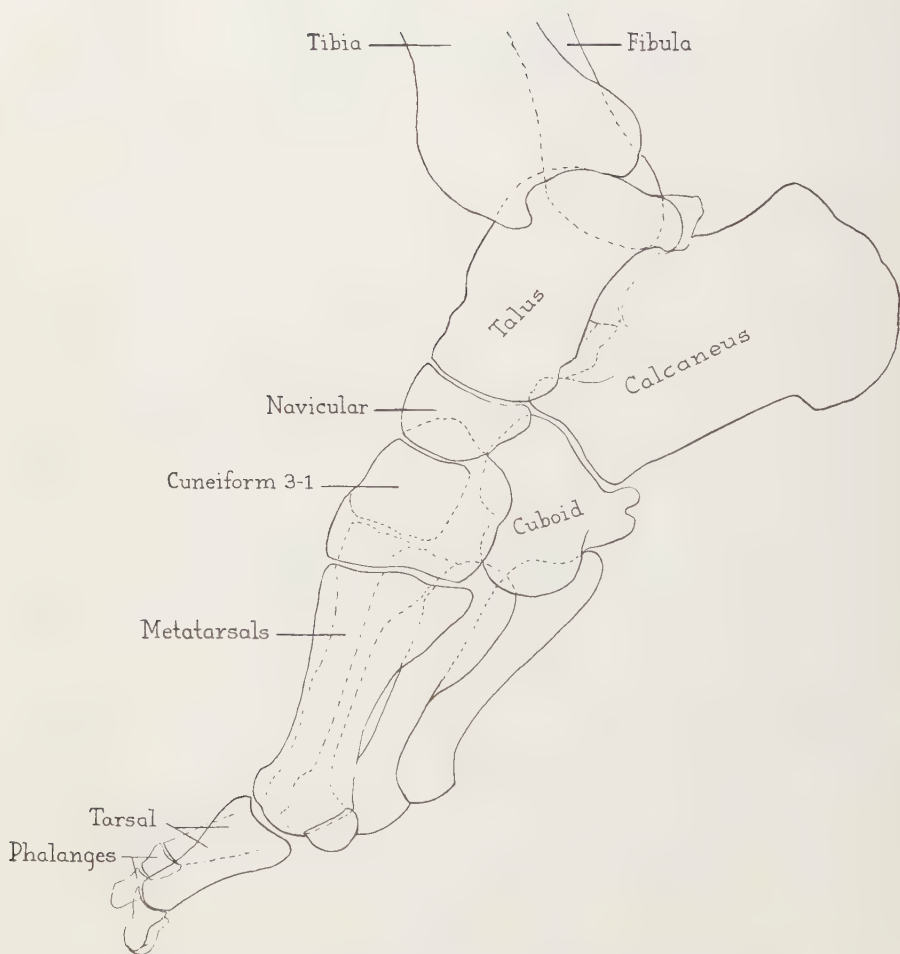 Tibia
Fibula
Talus
Calcaneus
Navicular
Cuneiform 3-1
Cuboid
Metatarsals
Tarsal
Phalanges